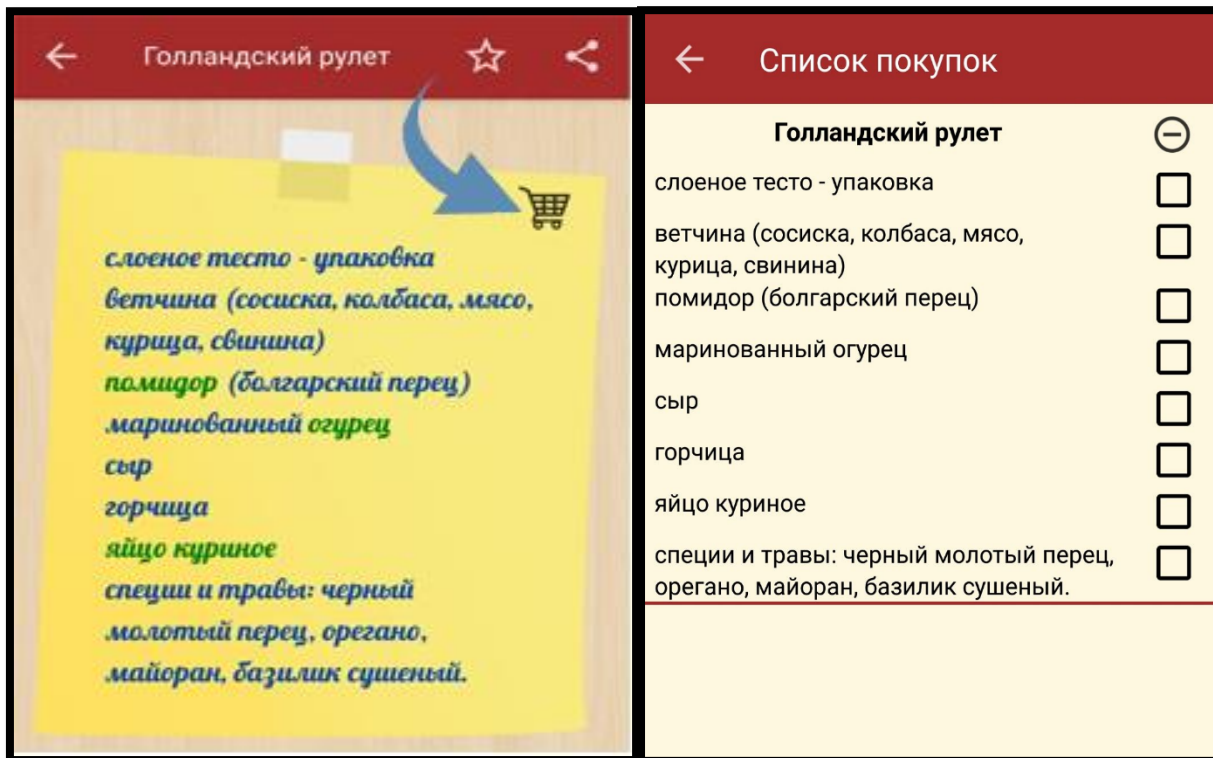 Голландский рулет
слоеное тесто - упаковка
ветчина (сосиска, колбаса, мясо,
курица, свинина)
помидор (болгарский перец)
маринованный огурец
сыр
горчица
яйцо куриное
специи и травы: черный
молотый перец, орегано,
майоран, базилик сушеный.
Список покупок
Голландский рулет
слоеное тесто - упаковка
ветчина (сосиска, колбаса, мясо,
курица, свинина)
помидор (болгарский перец)
маринованный огурец
сыр
горчица
яйцо куриное
специи и травы: черный молотый перец,
орегано, майоран, базилик сушеный.